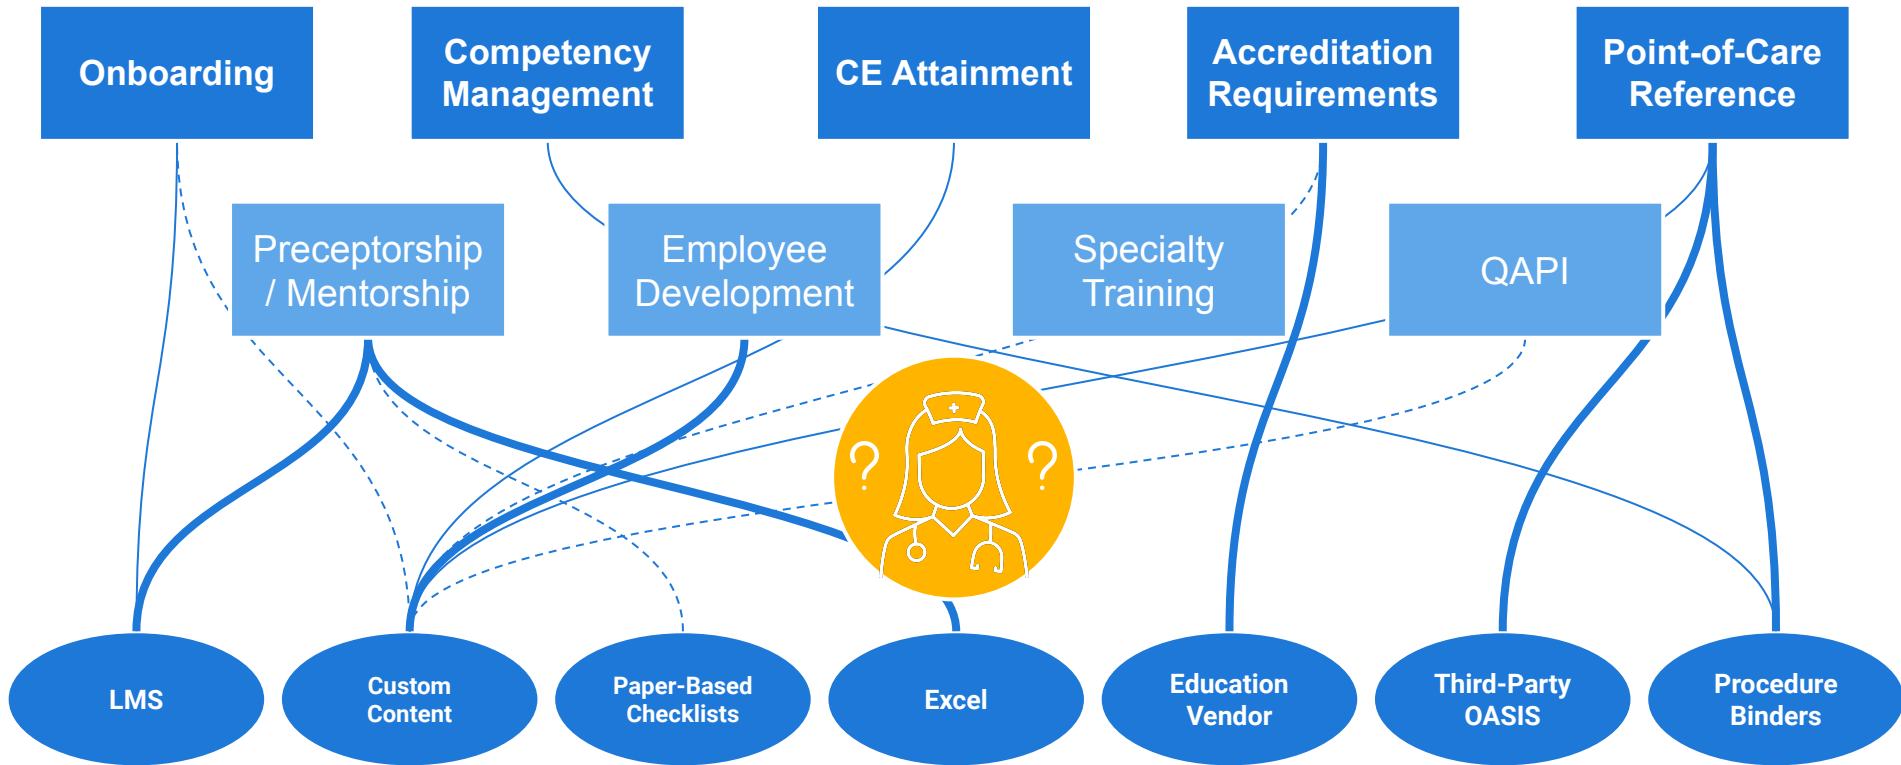 Onboarding
Competency
Management
CE Attainment
Accreditation
Requirements
Point-of-Care
Reference
Preceptorship
/ Mentorship
Employee
Development
Specialty
Training
QAPI
?
?
LMS
Custom
Content
Paper-Based
Checklists
Excel
Education
Vendor
Third-Party
OASIS
Procedure
Binders